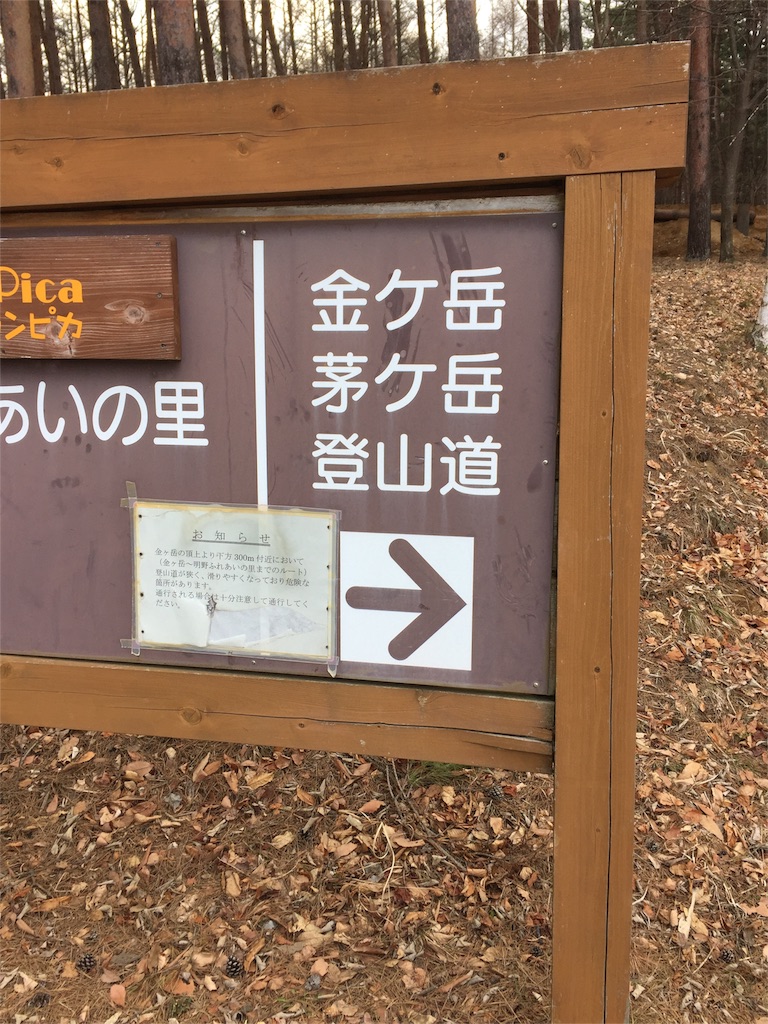 Pica
ンピカ
あいの里
金ケ岳
茅ケ岳
登山道
お知らせ
金ヶ岳の頂上より下方300m付近において
(金ヶ岳～明野ふれあいの里までのルート)
登山道が狭く、滑りやすくなっており危険な
箇所があります。
通行される場合は十分注意して通行してく
ださい。